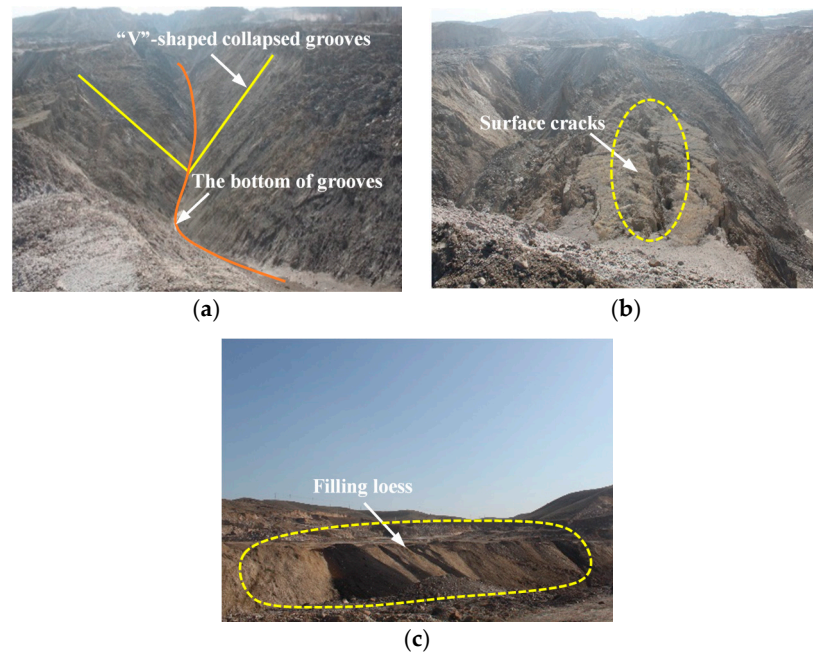 “V”-shaped collapsed grooves
The bottom of grooves
(a)
Surface cracks
(b)
Filling loess
(c)